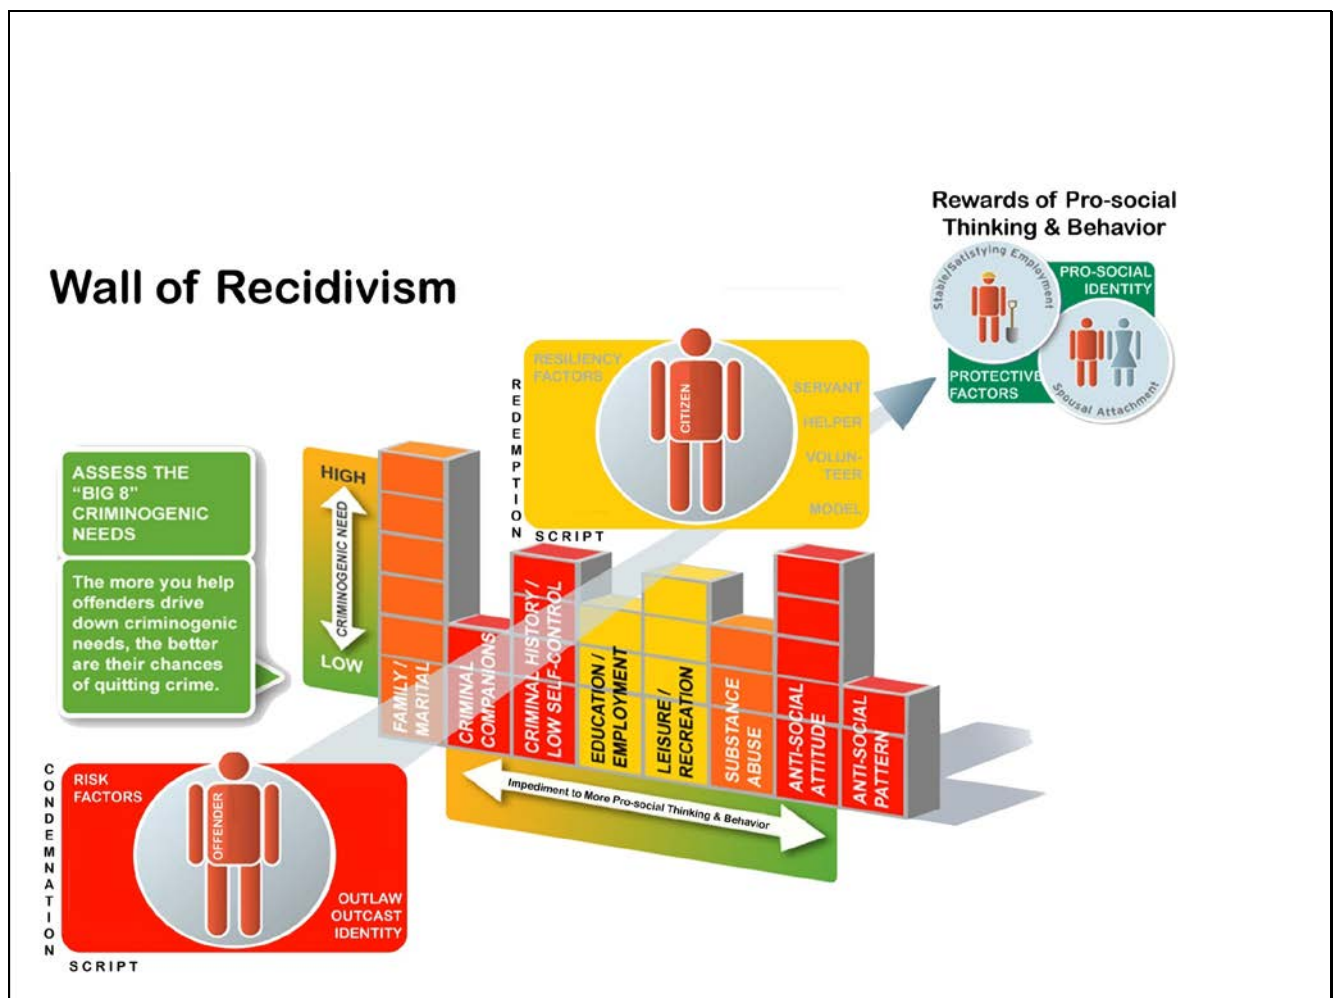 Rewards of Pro-social
Thinking & Behavior
Stable/Satisfying Employment
PRO-SOCIAL
IDENTITY
PROTECTIVE
FACTORS
Spousal Attachment
Wall of Recidivism
REDEMPTION
SCRIPT
RESILIENCY
FACTORS
CITIZEN
SERVANT
HELPER
VOLUN-
TEER
MODEL
ASSESS THE
"BIG 8"
CRIMINOGENIC
NEEDS
The more you help
offenders drive
down criminogenic
needs, the better
are their chances
of quitting crime.
HIGH
CRIMINOGENIC NEED
LOW
FAMILY /
MARITAL
CRIMINAL
COMPANIONS
CRIMINAL HISTORY /
LOW SELF-CONTROL
EDUCATION /
EMPLOYMENT
LEISURE /
RECREATION
SUBSTANCE
ABUSE
ANTI-SOCIAL
ATTITUDE
ANTI-SOCIAL
PATTERN
Impediment to More Pro-social Thinking & Behavior
CONDEMNATION
SCRIPT
RISK
FACTORS
OFFENDER
OUTLAW
OUTCAST
IDENTITY